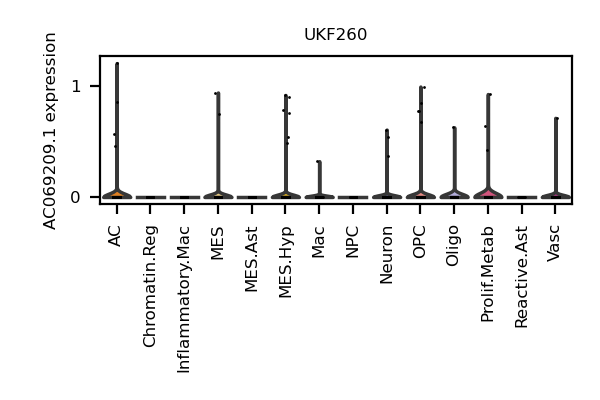 UKF260
AC069209.1 expression
1
0
AC
Chromatin.Reg
Inflammatory.Mac
MES
MES.Ast
MES.Hyp
Mac
NPC
Neuron
OPC
Oligo
Prolif.Metab
Reactive.Ast
Vasc